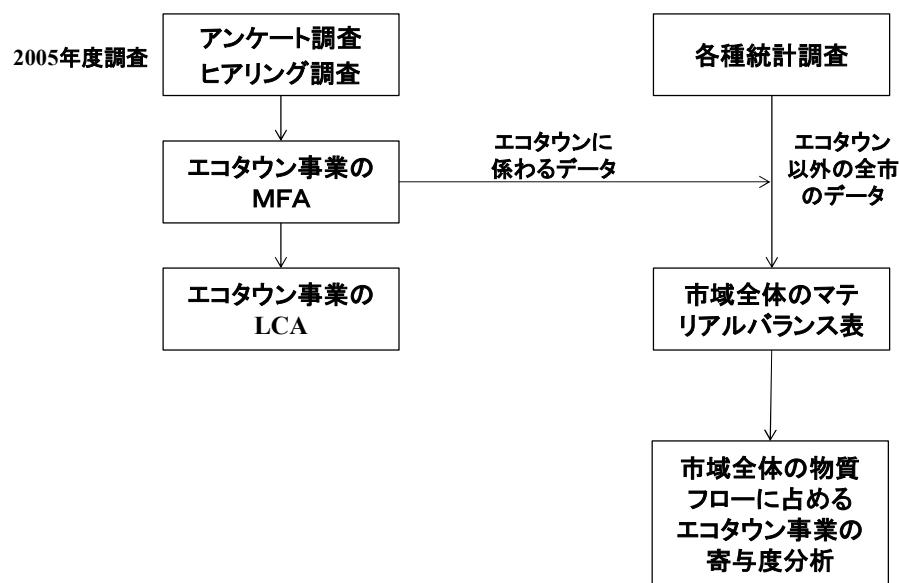 2005年度調査
アンケート調査
ヒアリング調査
各種統計調査
エコタウン事業の
MFA
エコタウンに
係わるデータ
エコタウン
以外の全市
のデータ
エコタウン事業の
LCA
市域全体のマテ
リアルバランス表
市域全体の物質
フローに占める
エコタウン事業の
寄与度分析